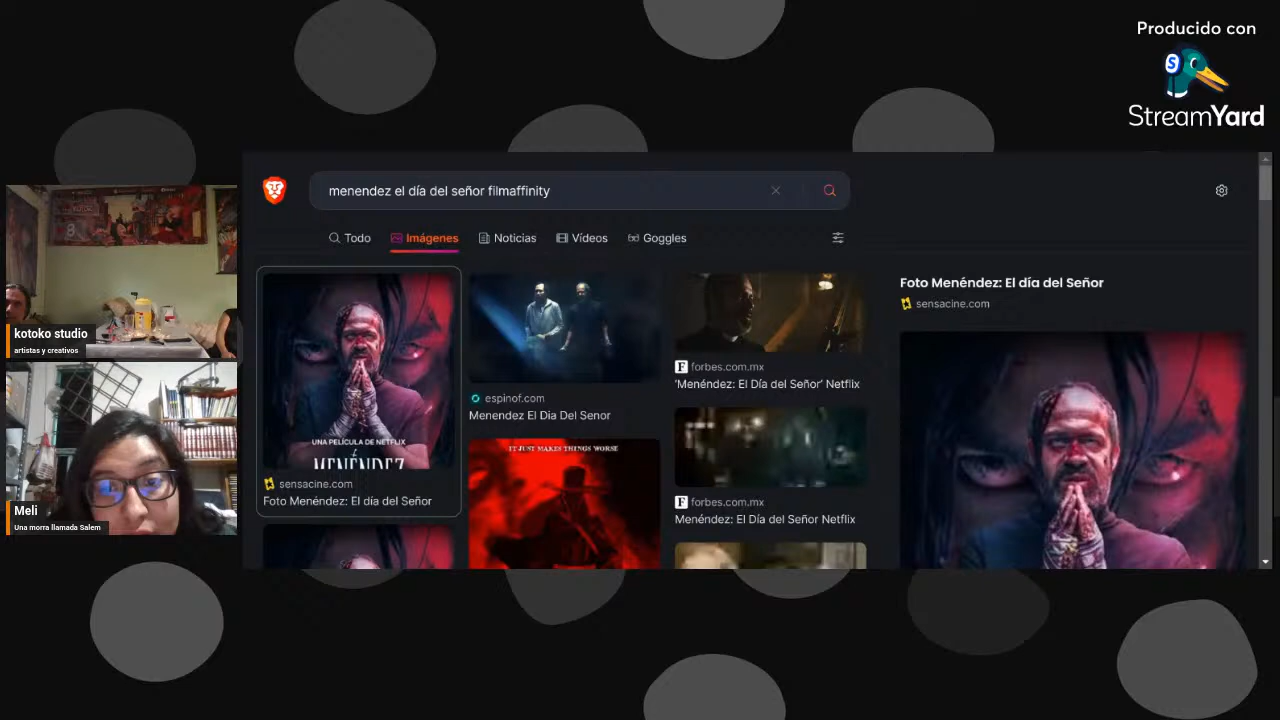 Producido con
StreamYard
menendez el día del señor filmaffinity
Todo
Imágenes
Noticias
Vídeos
Goggles
UNA PELÍCULA DE NETFLIX
MENÉNDEZ
sensacine.com
Foto Menéndez: El día del Señor
espinof.com
Menendez El Dia Del Senor
IT JUST MAKES THINGS WORSE
forbes.com.mx
'Menéndez: El Día del Señor' Netflix
forbes.com.mx
Menéndez: El Día del Señor Netflix
Foto Menéndez: El día del Señor
sensacine.com
8
kotoko studio
artistas y creativos
Meli
Una morra llamada Salem